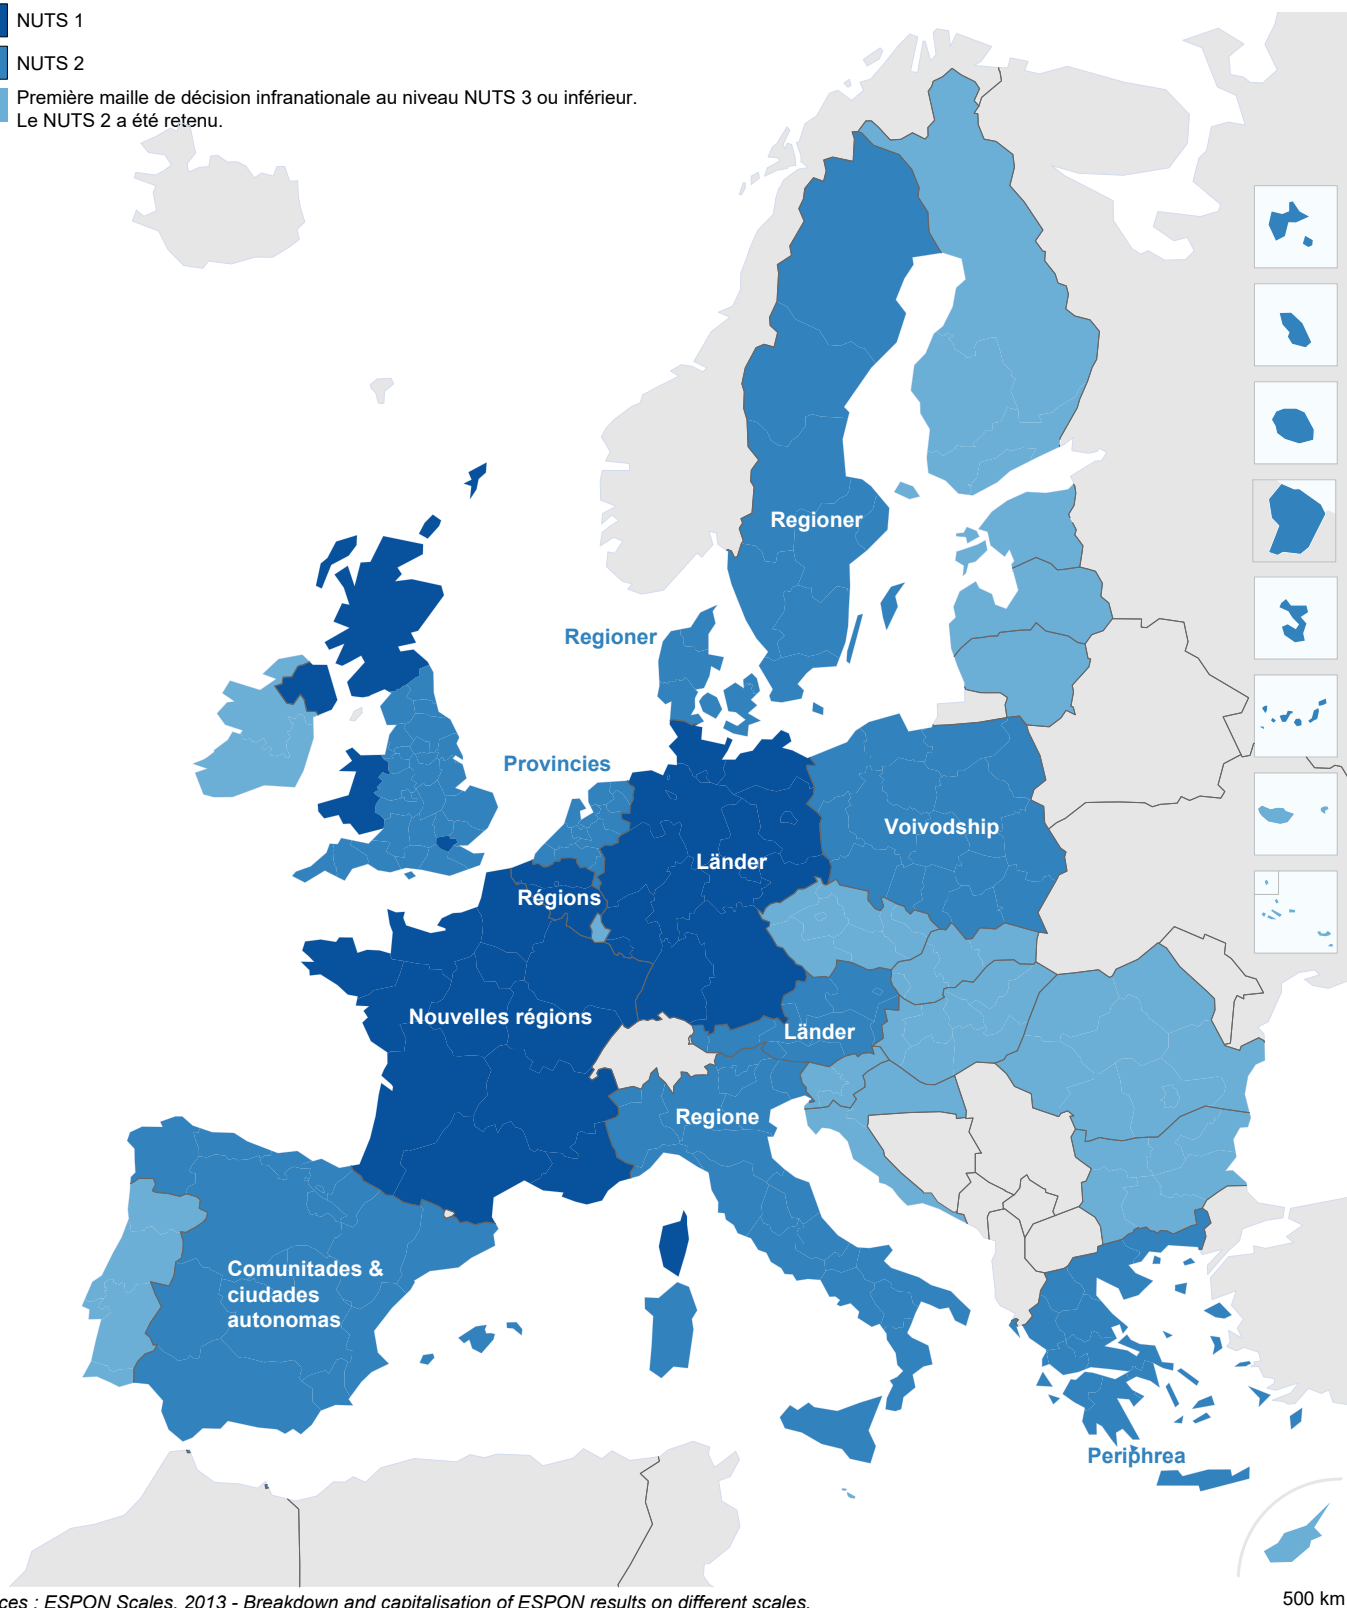 NUTS 1
NUTS 2
Première maille de décision infranationale au niveau NUTS 3 ou inférieur.
Le NUTS 2 a été retenu.
Regioner
Regioner
Provincies
Voivodship
Länder
Régions
Nouvelles régions
Länder
Regione
Comunitades &
ciudades
autonomas
Periphrea
ces : ESPON Scales, 2013 - Breakdown and capitalisation of ESPON results on different scales.
500 km